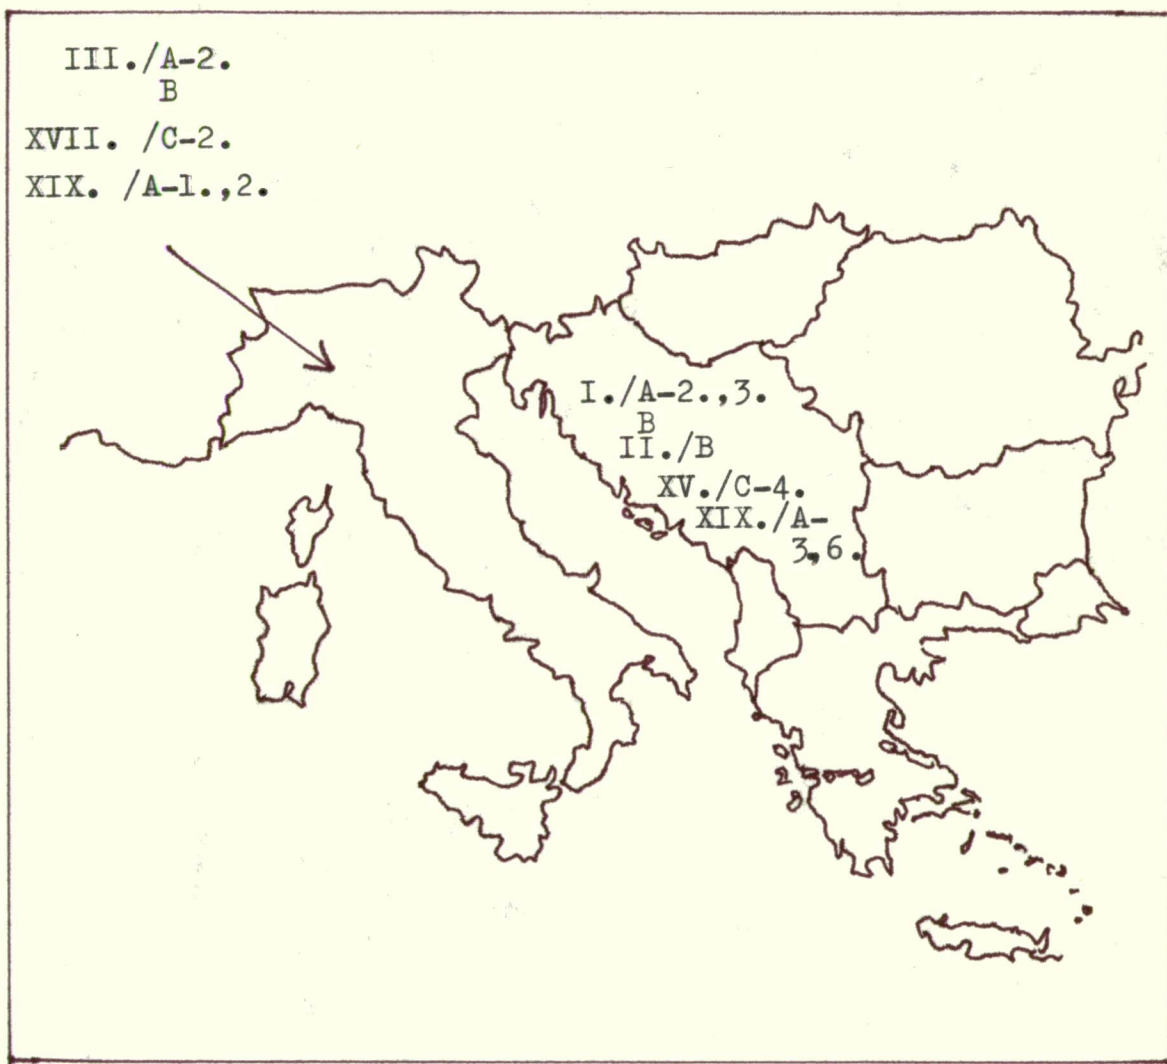 III./A-2.
B
XVII. /C-2.
XIX. /A-1.,2.
I./A-2.,3.
B
II./B
XV./C-4.
XIX./A-
3,6.